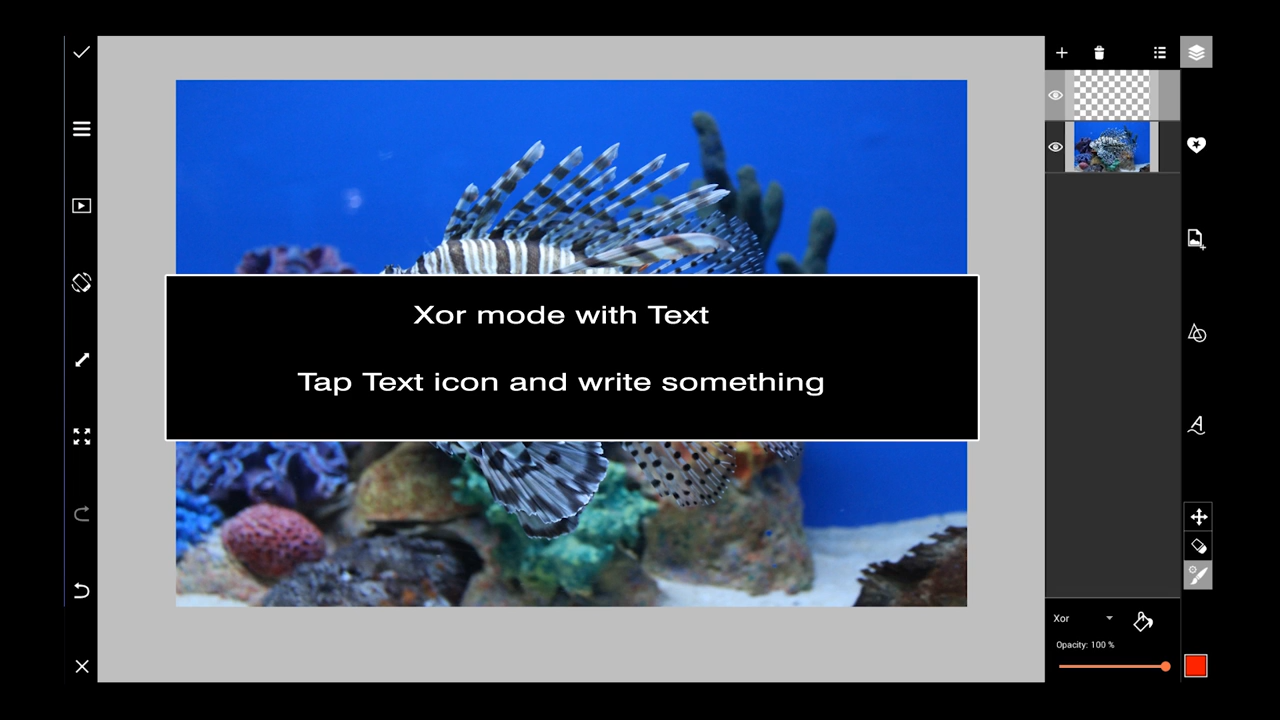 Xor mode with Text
Tap Text icon and write something
Xor
Opacity: 100 %